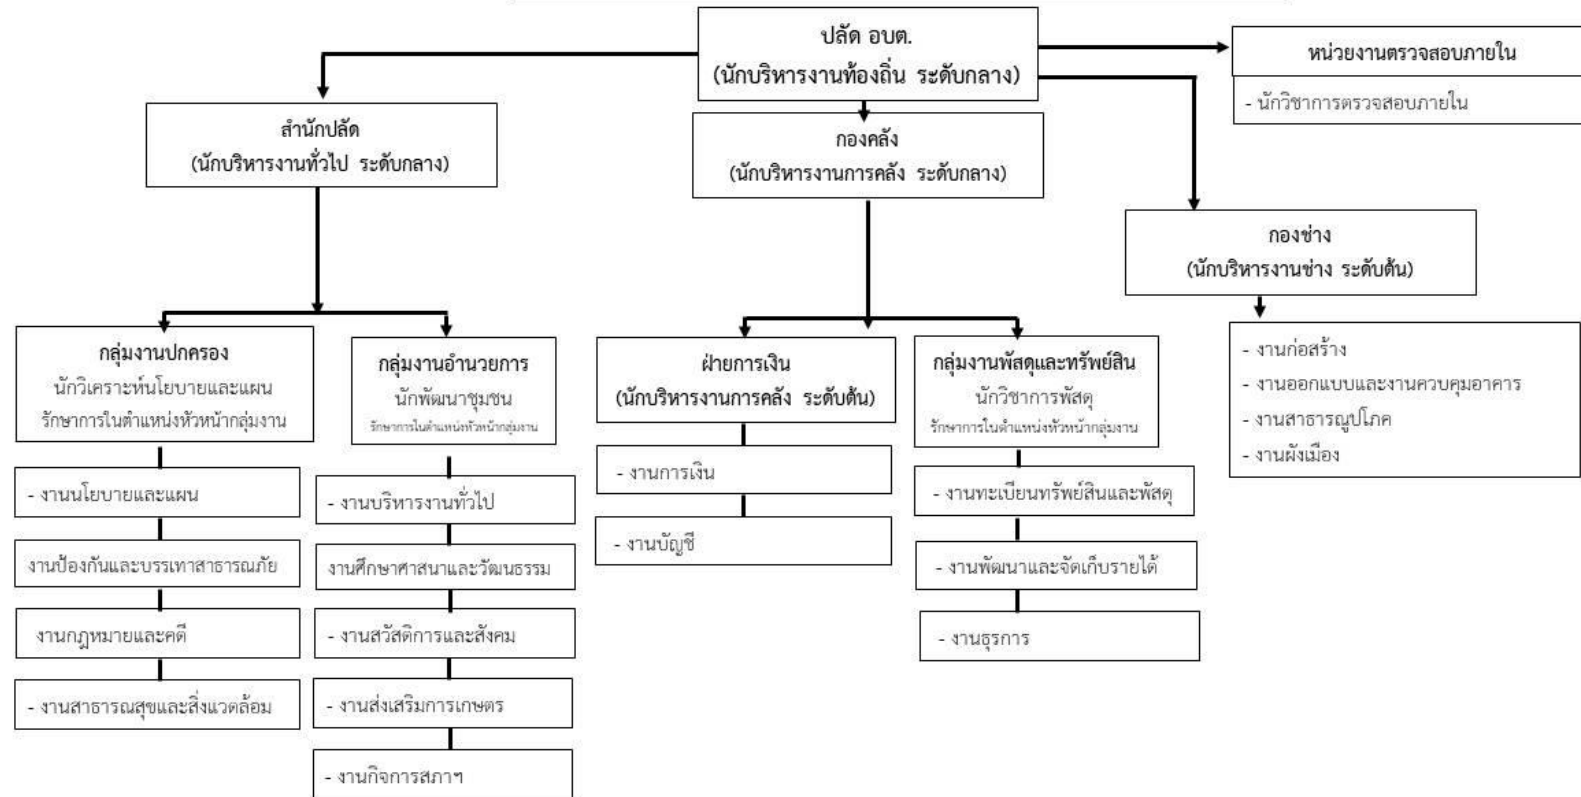 ปลัด อบต.
(นักบริหารงานท้องถิ่น ระดับกลาง)
หน่วยงานตรวจสอบภายใน
- นักวิชาการตรวจสอบภายใน
สำนักปลัด
(นักบริหารงานทั่วไป ระดับกลาง)
กองคลัง
(นักบริหารงานการคลัง ระดับกลาง)
กองช่าง
(นักบริหารงานช่าง ระดับต้น)
- งานก่อสร้าง
- งานออกแบบและงานควบคุมอาคาร
- งานสาธารณูปโภค
- งานผังเมือง
กลุ่มงานปกครอง
นักวิเคราะห์นโยบายและแผน
รักษาการในตำแหน่งหัวหน้ากลุ่มงาน
- งานนโยบายและแผน
งานป้องกันและบรรเทาสาธารณภัย
งานกฎหมายและคดี
- งานสาธารณสุขและสิ่งแวดล้อม
กลุ่มงานอำนวยการ
นักพัฒนาชุมชน
รักษาการในตำแหน่งหัวหน้ากลุ่มงาน
- งานบริหารงานทั่วไป
งานศึกษาศาสนาและวัฒนธรรม
- งานสวัสดิการและสังคม
- งานส่งเสริมการเกษตร
- งานกิจการสภาฯ
ฝ่ายการเงิน
(นักบริหารงานการคลัง ระดับต้น)
- งานการเงิน
- งานบัญชี
กลุ่มงานพัสดุและทรัพย์สิน
นักวิชาการพัสดุ
รักษาการในตำแหน่งหัวหน้ากลุ่มงาน
- งานทะเบียนทรัพย์สินและพัสดุ
- งานพัฒนาและจัดเก็บรายได้
- งานธุรการ